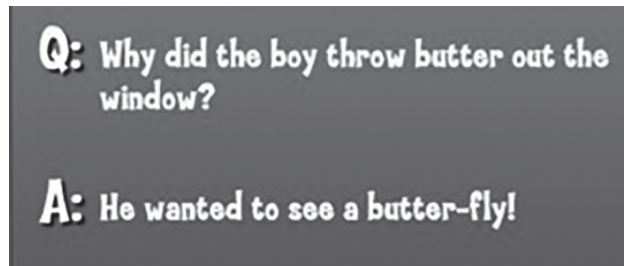 Q: Why did the boy throw butter out the
window?
A: He wanted to see a butter-fly!